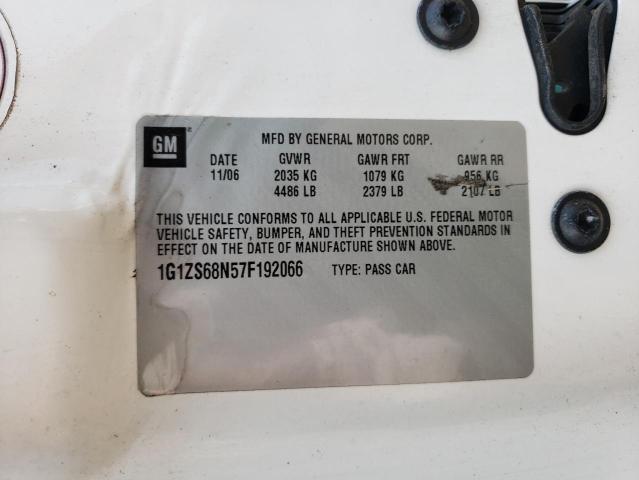 GM
MFD BY GENERAL MOTORS CORP.
DATE GVWR GAWR FRT GAWR RR
11/06 2035 KG 1079 KG 956 KG
4486 LB 2379 LB 2107 LB
THIS VEHICLE CONFORMS TO ALL APPLICABLE U.S. FEDERAL MOTOR
VEHICLE SAFETY, BUMPER, AND THEFT PREVENTION STANDARDS IN
EFFECT ON THE DATE OF MANUFACTURE SHOWN ABOVE.
1G1ZS68N57F192066 TYPE: PASS CAR